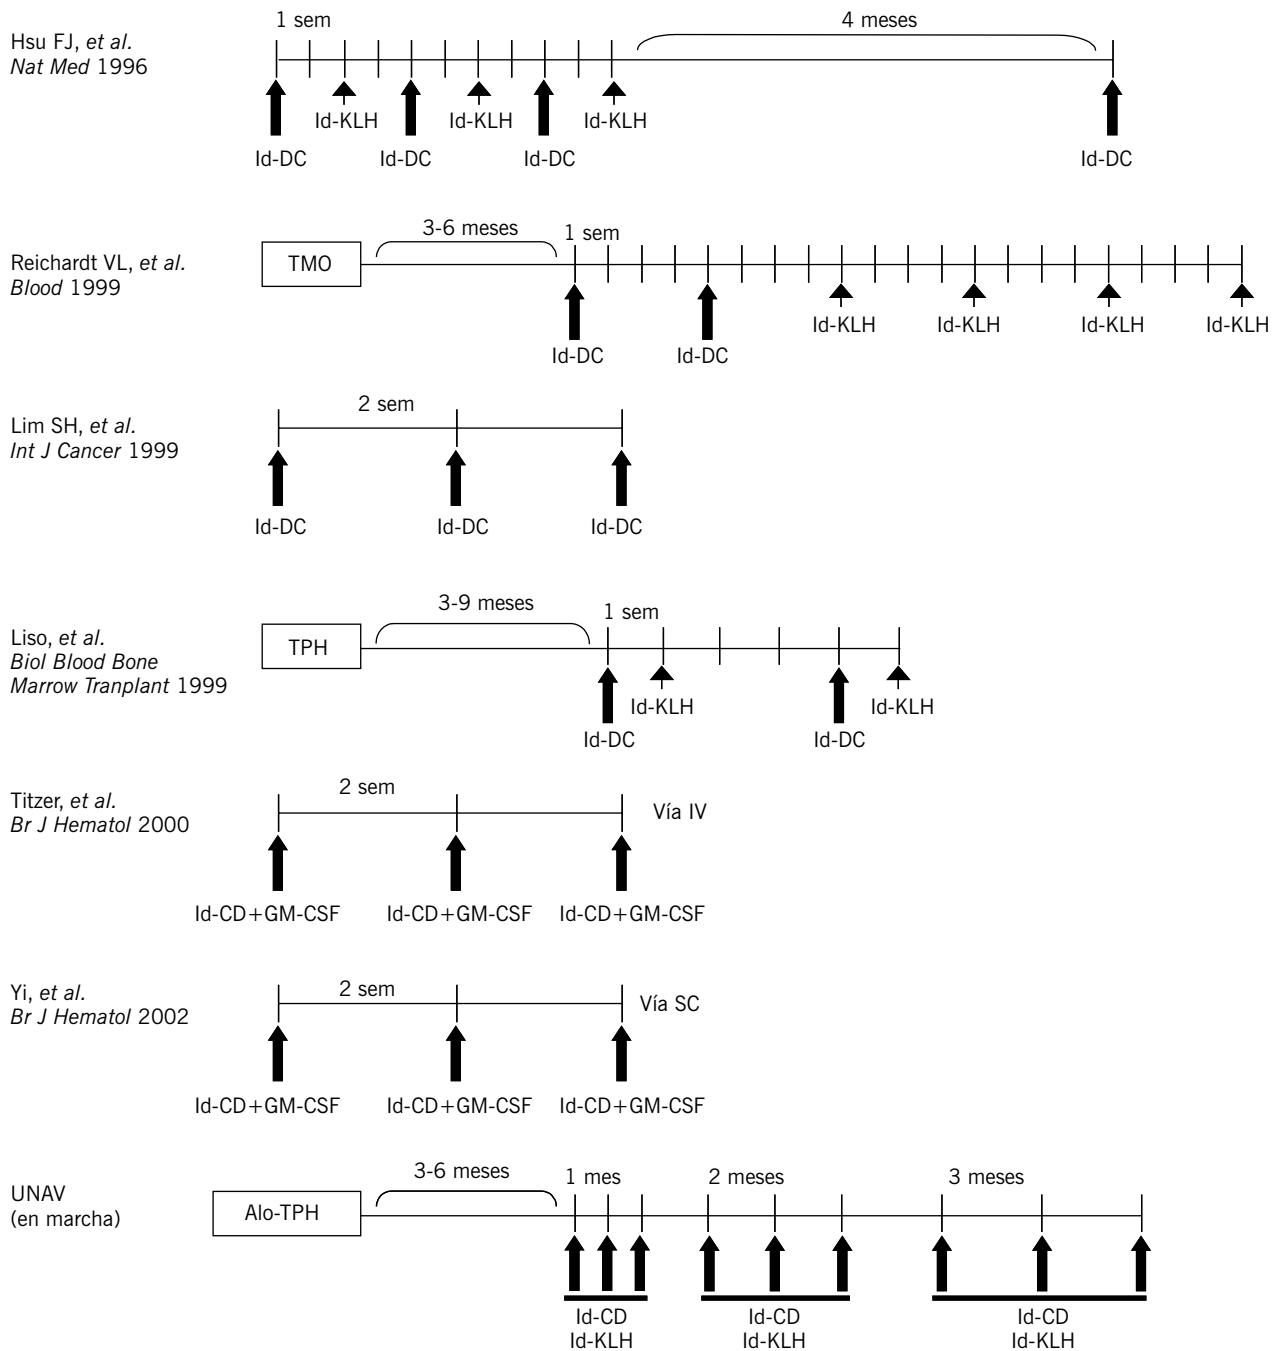 Hsu FJ, et al.
Nat Med 1996
1 sem
4 meses
Id-KLH
Id-KLH
Id-KLH
Id-DC
Id-DC
Id-DC
Id-DC
Reichardt VL, et al.
Blood 1999
TMO
3-6 meses
1 sem
Id-KLH
Id-KLH
Id-KLH
Id-KLH
Id-DC
Id-DC
Lim SH, et al.
Int J Cancer 1999
2 sem
Id-DC
Id-DC
Id-DC
Liso, et al.
Biol Blood Bone
Marrow Tranplant 1999
TPH
3-9 meses
1 sem
Id-KLH
Id-KLH
Id-DC
Id-DC
Titzer, et al.
Br J Hematol 2000
2 sem
Vía IV
Id-CD+GM-CSF
Id-CD+GM-CSF
Id-CD+GM-CSF
Yi, et al.
Br J Hematol 2002
2 sem
Vía SC
Id-CD+GM-CSF
Id-CD+GM-CSF
Id-CD+GM-CSF
UNAV
(en marcha)
Alo-TPH
3-6 meses
1 mes
2 meses
3 meses
Id-CD
Id-KLH
Id-CD
Id-KLH
Id-CD
Id-KLH